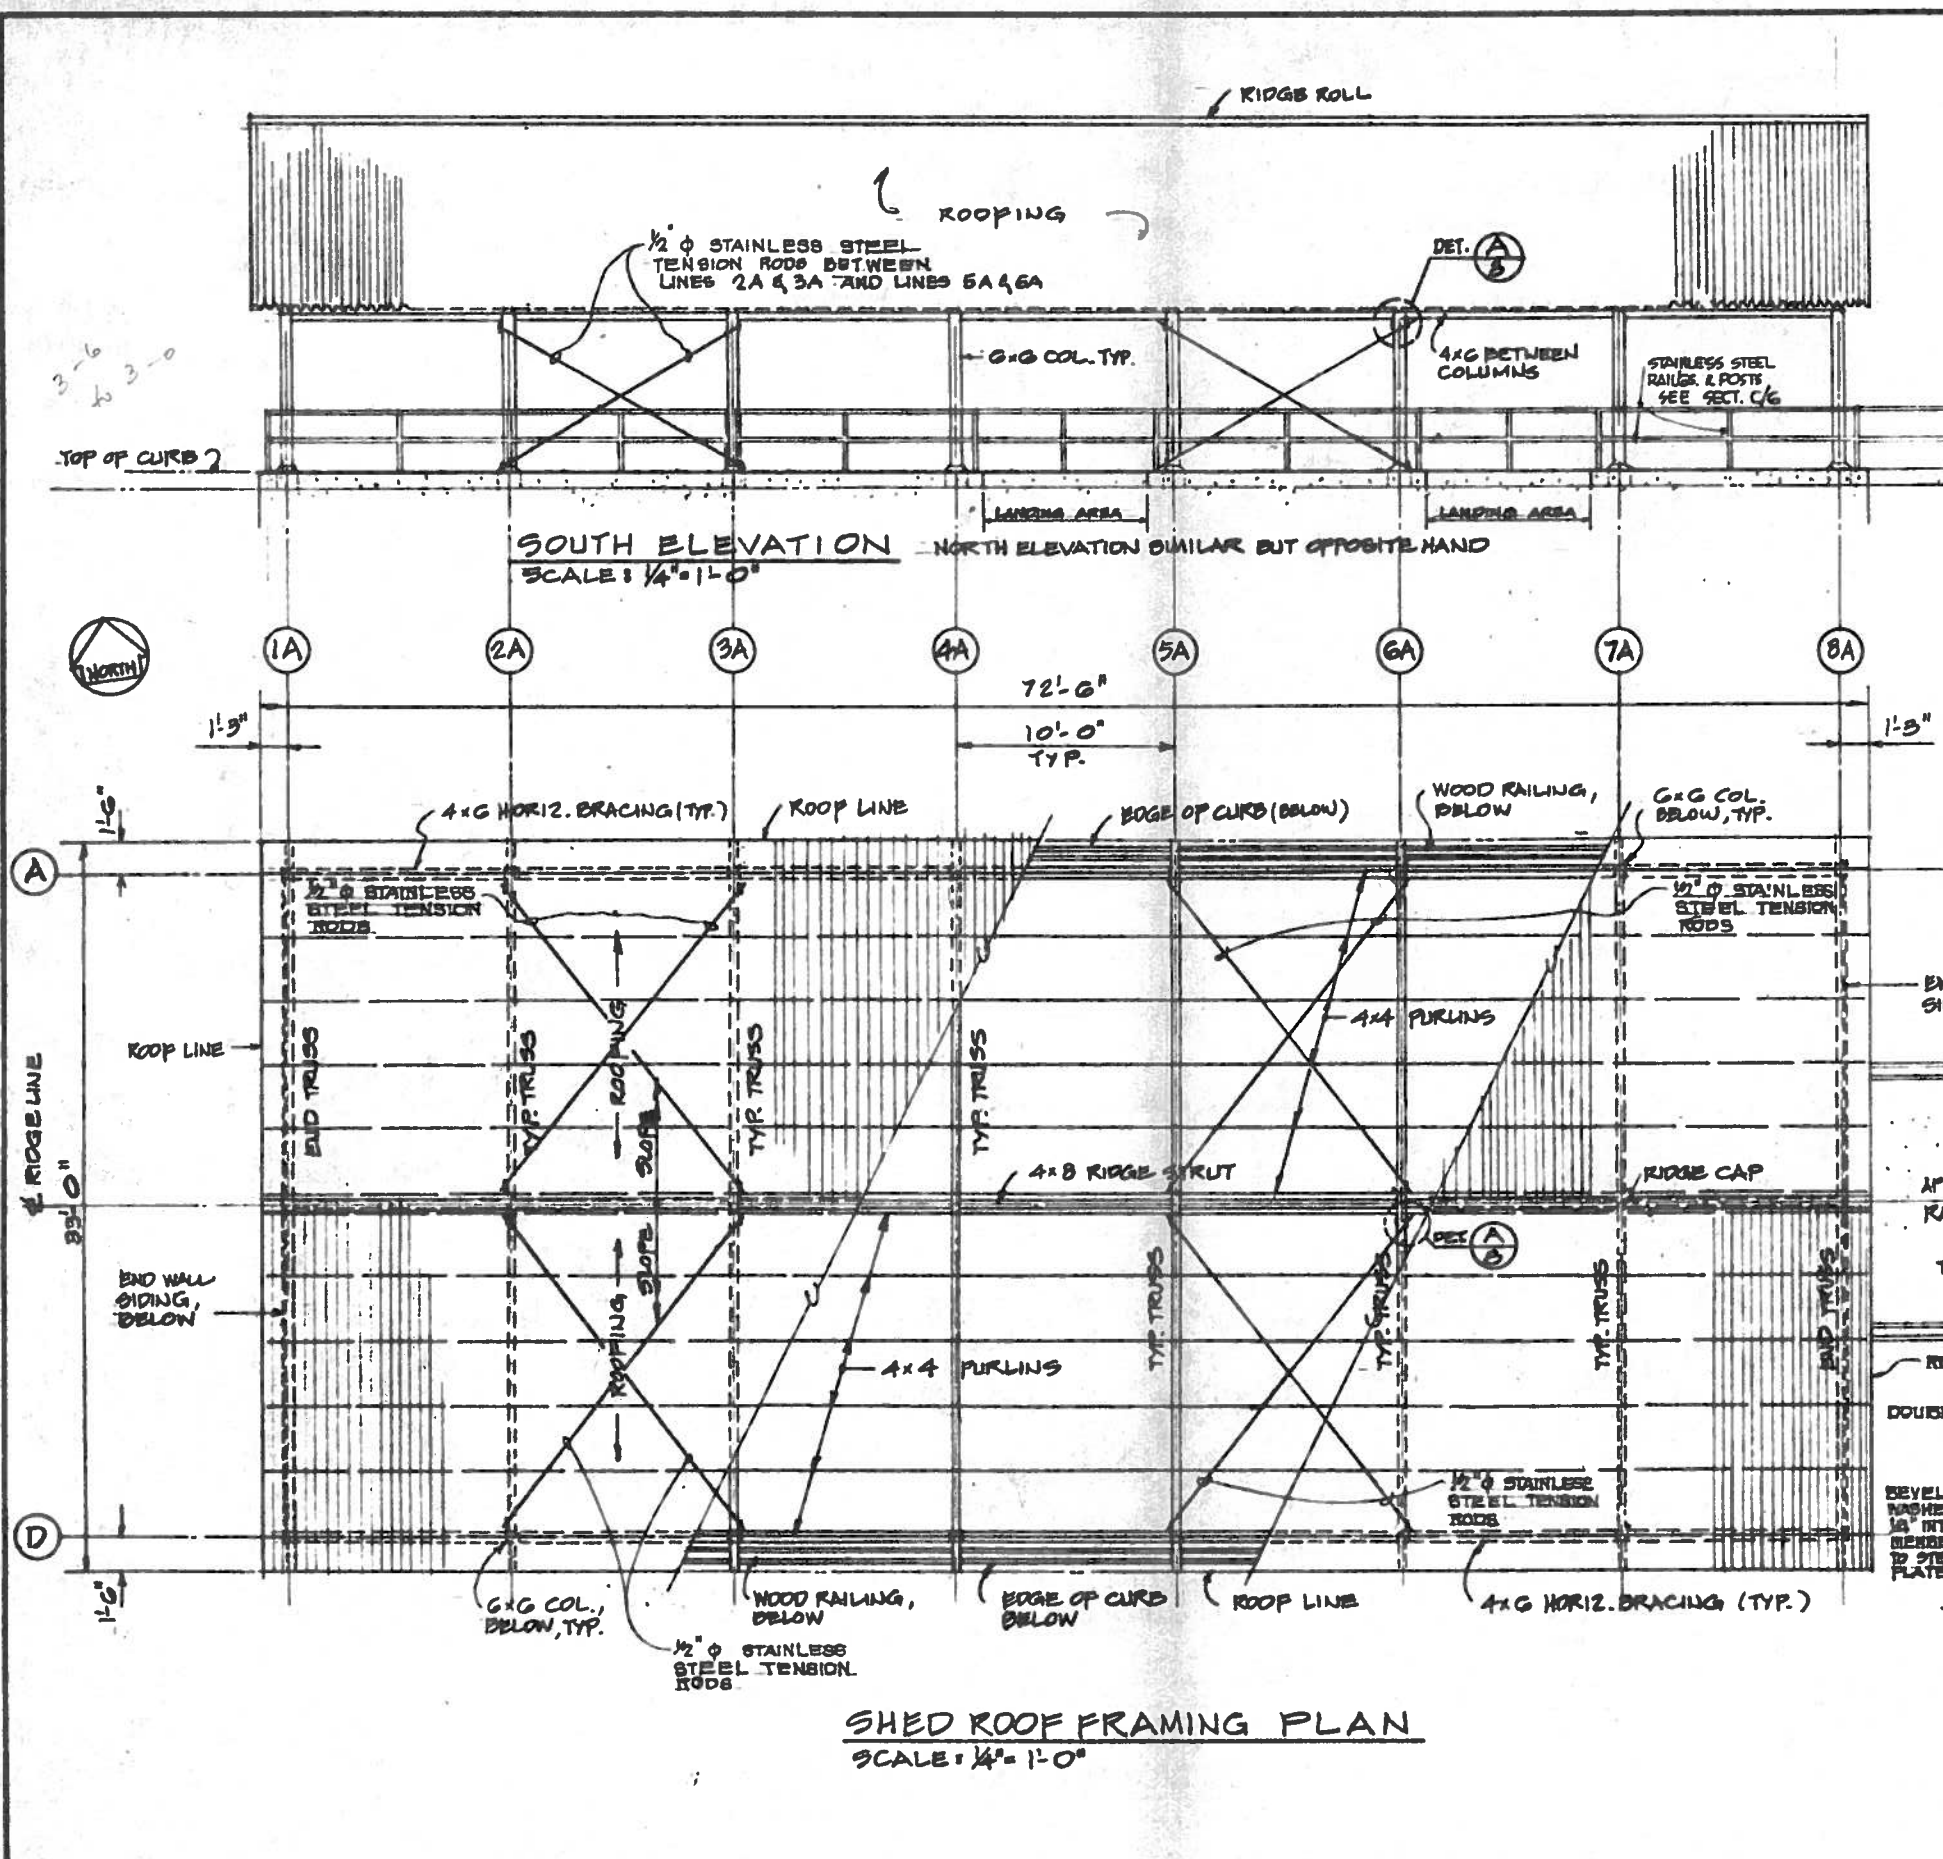 RIDGE ROLL
ROOFING
1/2" φ STAINLESS STEEL
TENSION RODS BETWEEN
LINES 2A & 3A AND LINES 5A & 6A
DET. A
3-6
3-0
6x6 COL. TYP.
4x6 BETWEEN
COLUMNS
STAINLESS STEEL
RAILGS. & POSTS
SEE SECT. C/6
TOP OF CURB
LANDING AREA
LANDING AREA
SOUTH ELEVATION
NORTH ELEVATION SIMILAR BUT OPPOSITE HAND
SCALE: 1/4"=1'-0"
NORTH
1A
2A
3A
4A
5A
6A
7A
8A
72'-6"
1'-3"
10'-0"
TYP.
1'-3"
1'-6"
4x6 HORIZ. BRACING (TYP.)
ROOF LINE
EDGE OF CURB (BELOW)
WOOD RAILING,
BELOW
6x6 COL.
BELOW, TYP.
A
1/2" φ STAINLESS
STEEL TENSION
RODS
1/2" φ STAINLESS
STEEL TENSION
RODS
ROOF LINE
END TRUSS
TYP. TRUSS
ROOFING
SLOPE
TYP. TRUSS
TYP. TRUSS
4x4 PURLINS
4x8 RIDGE STRUT
RIDGE CAP
℄ RIDGE LINE
33'-0"
DET. A
END WALL
SIDING,
BELOW
ROOFING
SLOPE
4x4 PURLINS
TYP. TRUSS
TYP. TRUSS
TYP. TRUSS
END TRUSS
1/2" φ STAINLESS
STEEL TENSION
RODS
D
1'-6"
6x6 COL.,
BELOW, TYP.
WOOD RAILING,
BELOW
EDGE OF CURB
BELOW
ROOF LINE
4x6 HORIZ. BRACING (TYP.)
1/2" φ STAINLESS
STEEL TENSION
RODS
SHED ROOF FRAMING PLAN
SCALE: 1/4"=1'-0"